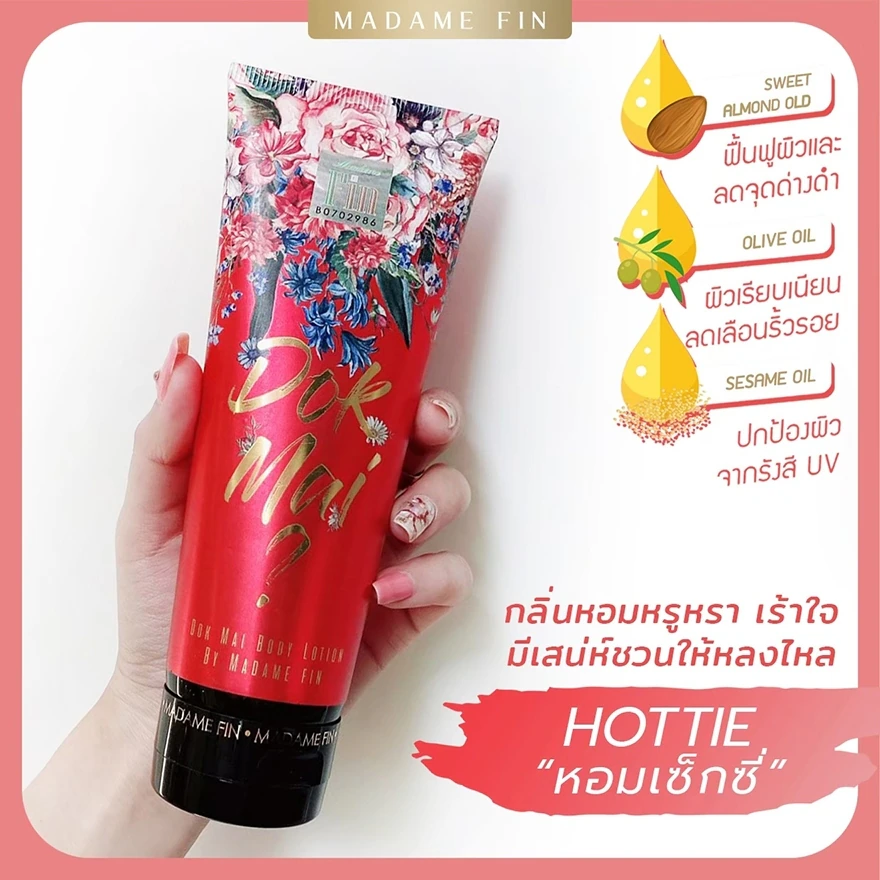 MADAME FIN
SWEET
ALMOND OLD
ฟื้นฟูผิวและ
ลดจุดด่างดำ
OLIVE OIL
ผิวเรียบเนียน
ลดเลือนริ้วรอย
SESAME OIL
ปกป้องผิว
จากรังสี UV
Madame
Fin
B0702986
Dok
Mai
?
DOK MAI BODY LOTION
BY MADAME FIN
MADAME FIN • MADAME FIN •
กลิ่นหอมหรูหรา เร้าใจ
มีเสน่ห์ชวนให้หลงไหล
HOTTIE
“หอมเซ็กซี่”